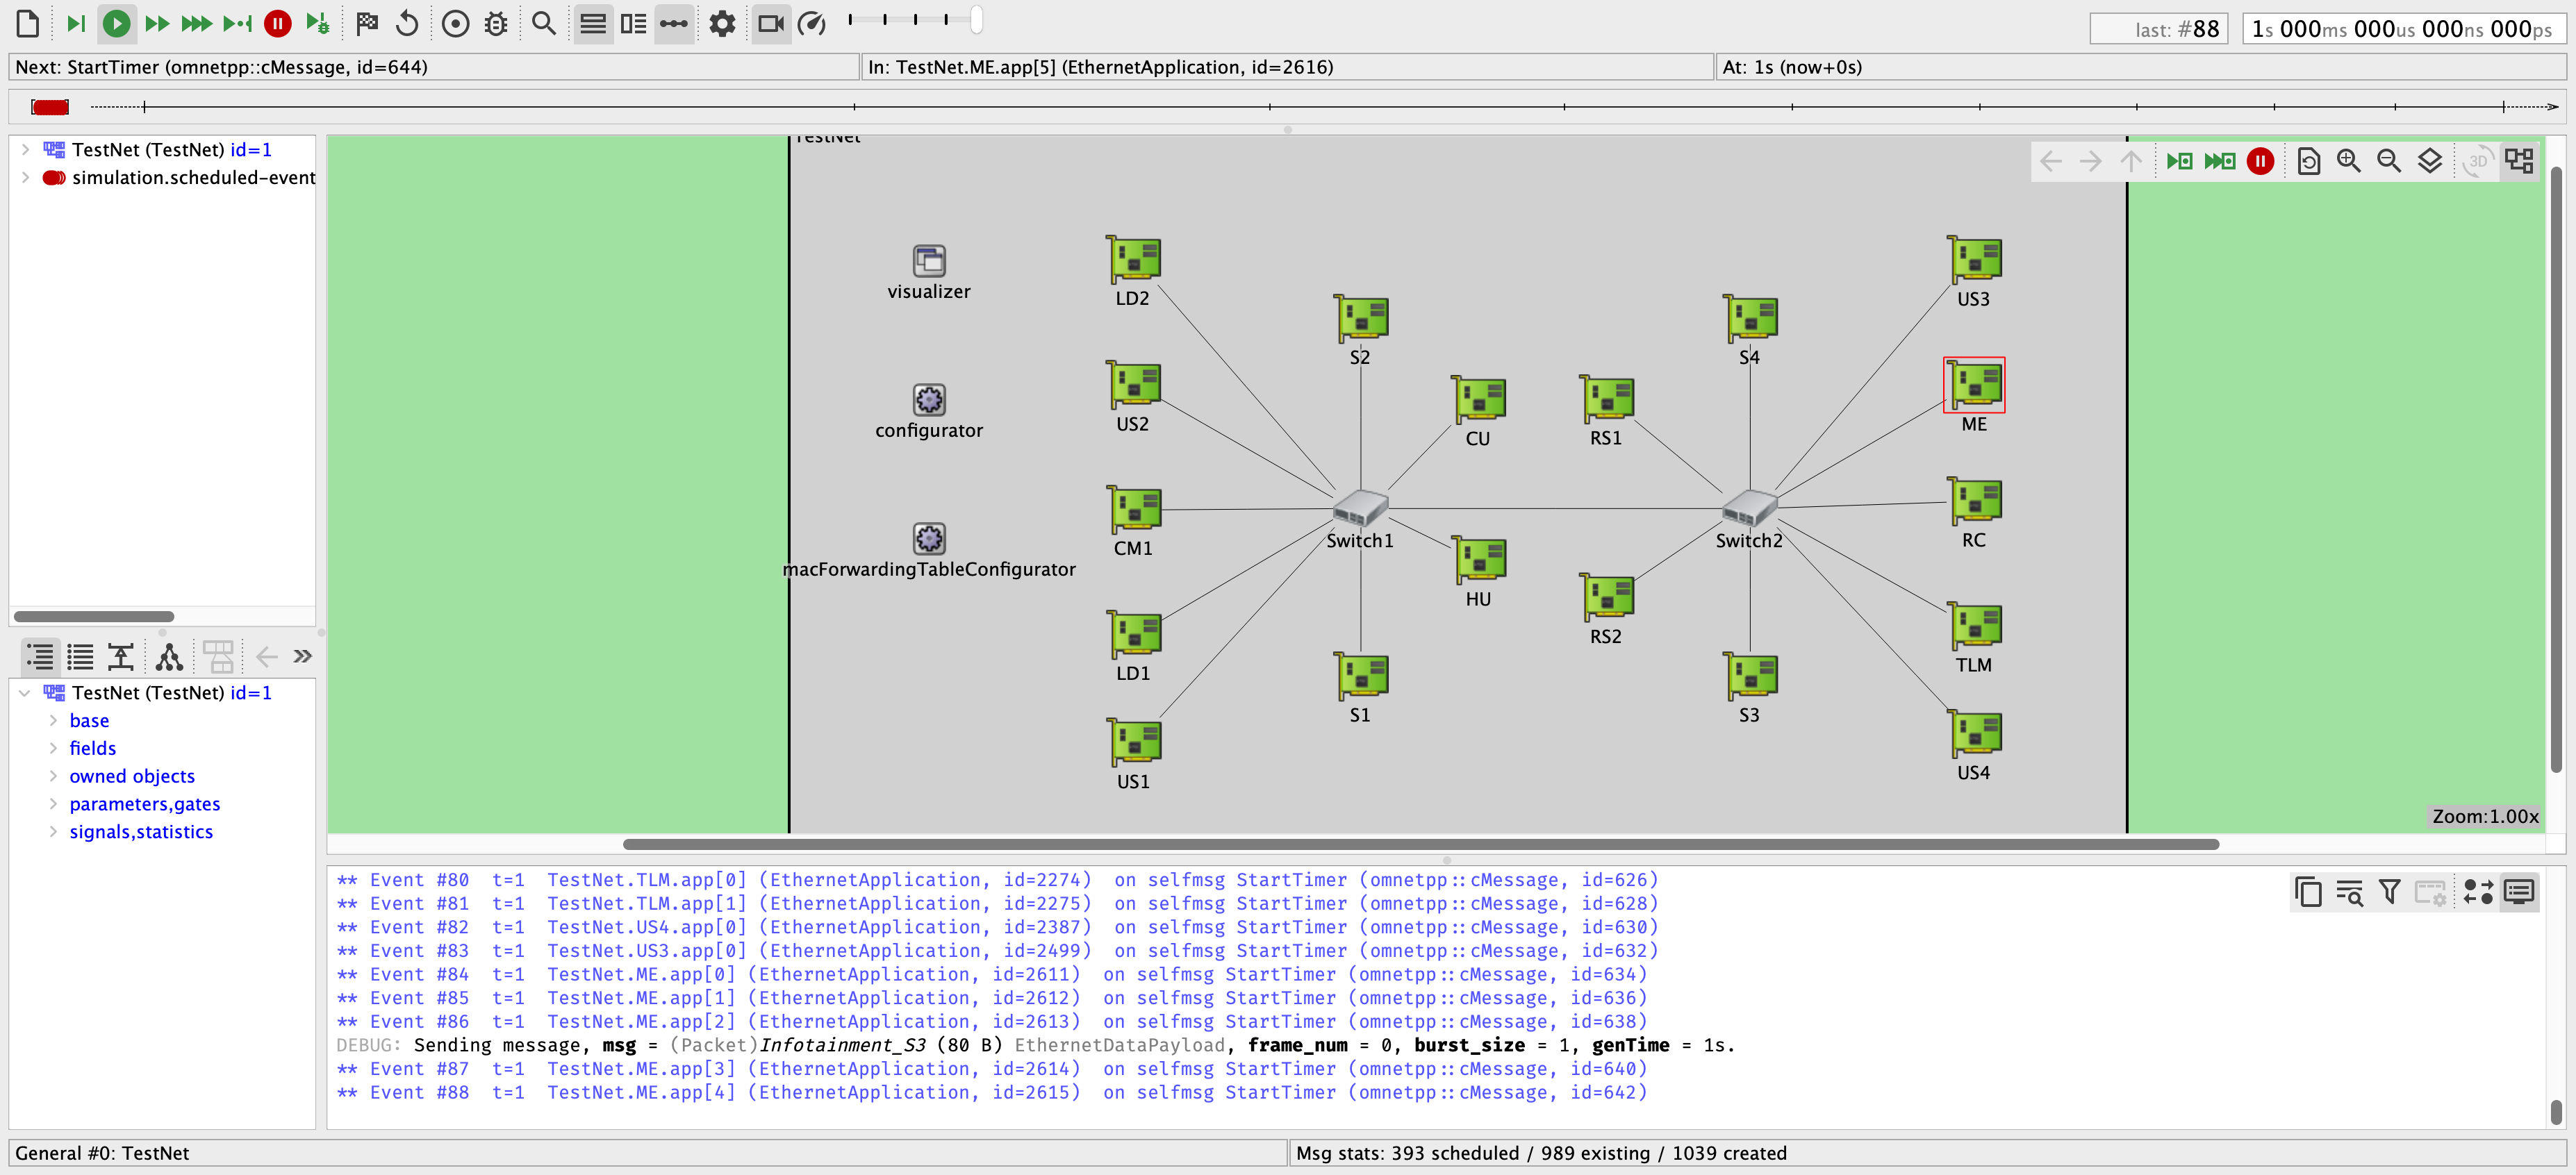 last: #88
1s 000ms 000us 000ns 000ps
Next: StartTimer (omnetpp::cMessage, id=644)
In: TestNet.ME.app[5] (EthernetApplication, id=2616)
At: 1s (now+0s)
TestNet (TestNet) id=1
simulation.scheduled-event
TestNet
3D
visualizer
configurator
macForwardingTableConfigurator
LD2
US2
CM1
LD1
US1
S2
CU
Switch1
HU
S1
RS1
RS2
S4
Switch2
S3
US3
ME
RC
TLM
US4
Zoom:1.00x
TestNet (TestNet) id=1
base
fields
owned objects
parameters,gates
signals,statistics
** Event #80 t=1 TestNet.TLM.app[0] (EthernetApplication, id=2274) on selfmsg StartTimer (omnetpp::cMessage, id=626)
** Event #81 t=1 TestNet.TLM.app[1] (EthernetApplication, id=2275) on selfmsg StartTimer (omnetpp::cMessage, id=628)
** Event #82 t=1 TestNet.US4.app[0] (EthernetApplication, id=2387) on selfmsg StartTimer (omnetpp::cMessage, id=630)
** Event #83 t=1 TestNet.US3.app[0] (EthernetApplication, id=2499) on selfmsg StartTimer (omnetpp::cMessage, id=632)
** Event #84 t=1 TestNet.ME.app[0] (EthernetApplication, id=2611) on selfmsg StartTimer (omnetpp::cMessage, id=634)
** Event #85 t=1 TestNet.ME.app[1] (EthernetApplication, id=2612) on selfmsg StartTimer (omnetpp::cMessage, id=636)
** Event #86 t=1 TestNet.ME.app[2] (EthernetApplication, id=2613) on selfmsg StartTimer (omnetpp::cMessage, id=638)
DEBUG: Sending message, msg = (Packet)Infotainment_S3 (80 B) EthernetDataPayload, frame_num = 0, burst_size = 1, genTime = 1s.
** Event #87 t=1 TestNet.ME.app[3] (EthernetApplication, id=2614) on selfmsg StartTimer (omnetpp::cMessage, id=640)
** Event #88 t=1 TestNet.ME.app[4] (EthernetApplication, id=2615) on selfmsg StartTimer (omnetpp::cMessage, id=642)
General #0: TestNet
Msg stats: 393 scheduled / 989 existing / 1039 created